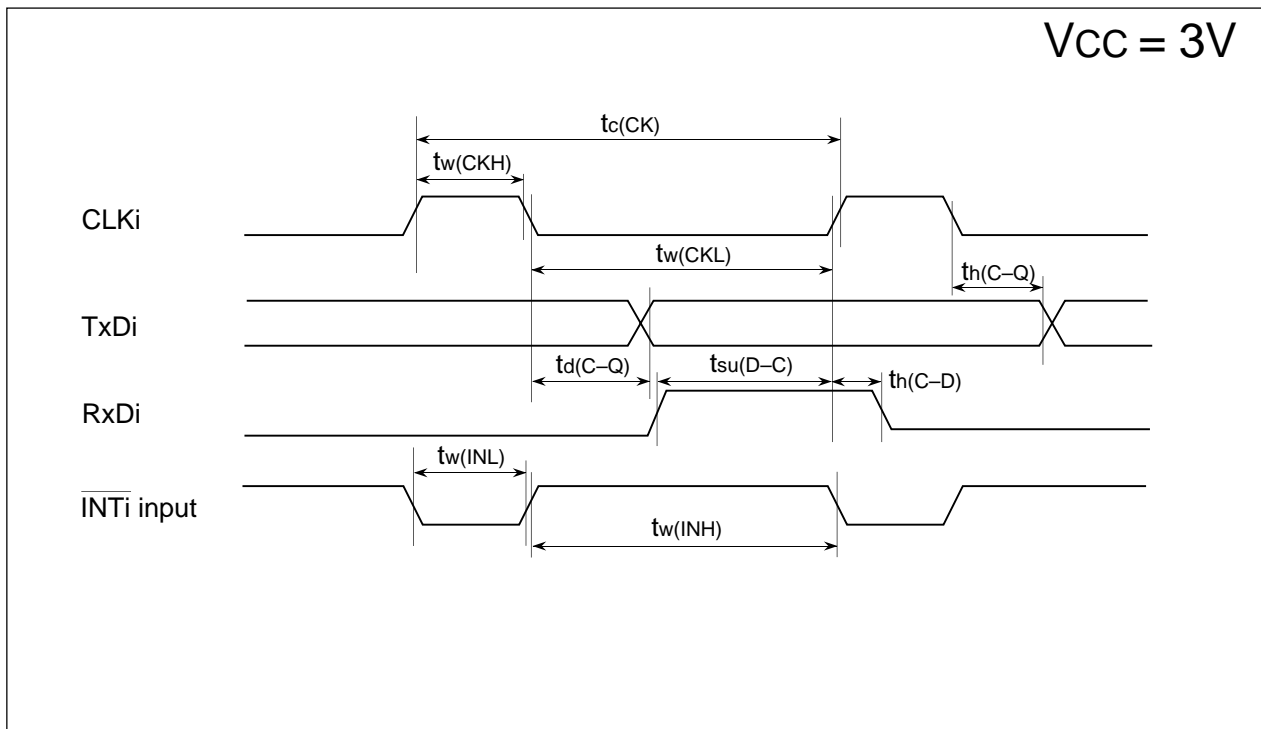 VCC = 3V
tc(CK)
tw(CKH)
CLKi
tw(CKL)
th(C–Q)
TxDi
td(C–Q)
tsu(D–C)
th(C–D)
RxDi
tw(INL)
INTi input
tw(INH)